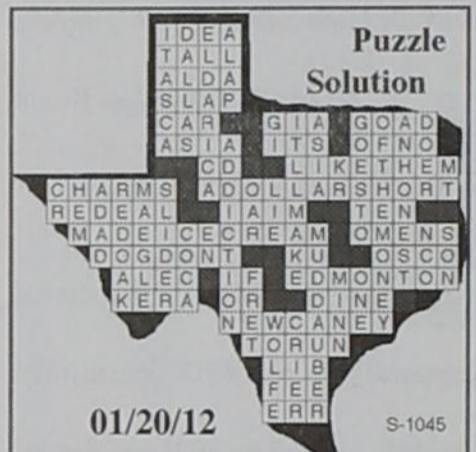 IDEA
Puzzle
TALL
Solution
ALDA
SLAP
CAR GIA GOAD
ASIA ITS OFNO
CD LIKETHEM
CHARMS ADOLLARSHORT
REDEAL IAIM TEN
MADEICECREAM OMENS
DOGDONT KU OSCO
ALEC IF EDMONTON
KERA OR DINE
NEWCANEY
TORUN
LIB
FEE
ERR
01/20/12
S-1045